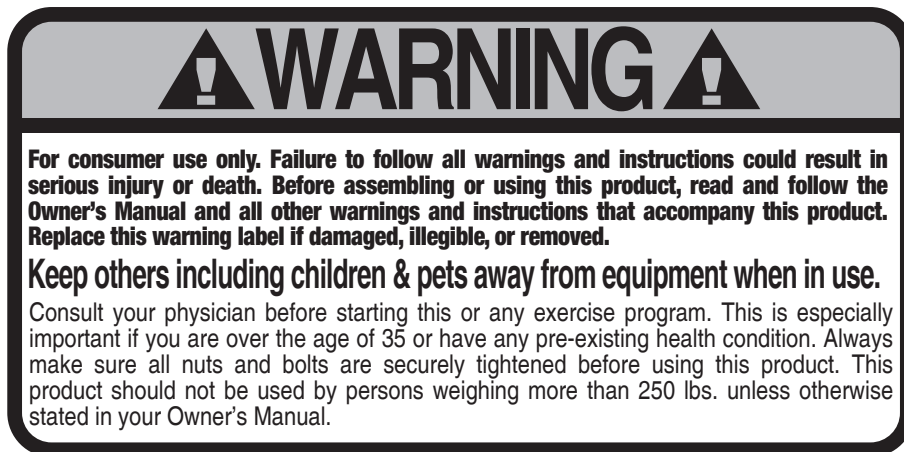 WARNING
For consumer use only. Failure to follow all warnings and instructions could result in
serious injury or death. Before assembling or using this product, read and follow the
Owner's Manual and all other warnings and instructions that accompany this product.
Replace this warning label if damaged, illegible, or removed.
Keep others including children & pets away from equipment when in use.
Consult your physician before starting this or any exercise program. This is especially
important if you are over the age of 35 or have any pre-existing health condition. Always
make sure all nuts and bolts are securely tightened before using this product. This
product should not be used by persons weighing more than 250 lbs. unless otherwise
stated in your Owner's Manual.